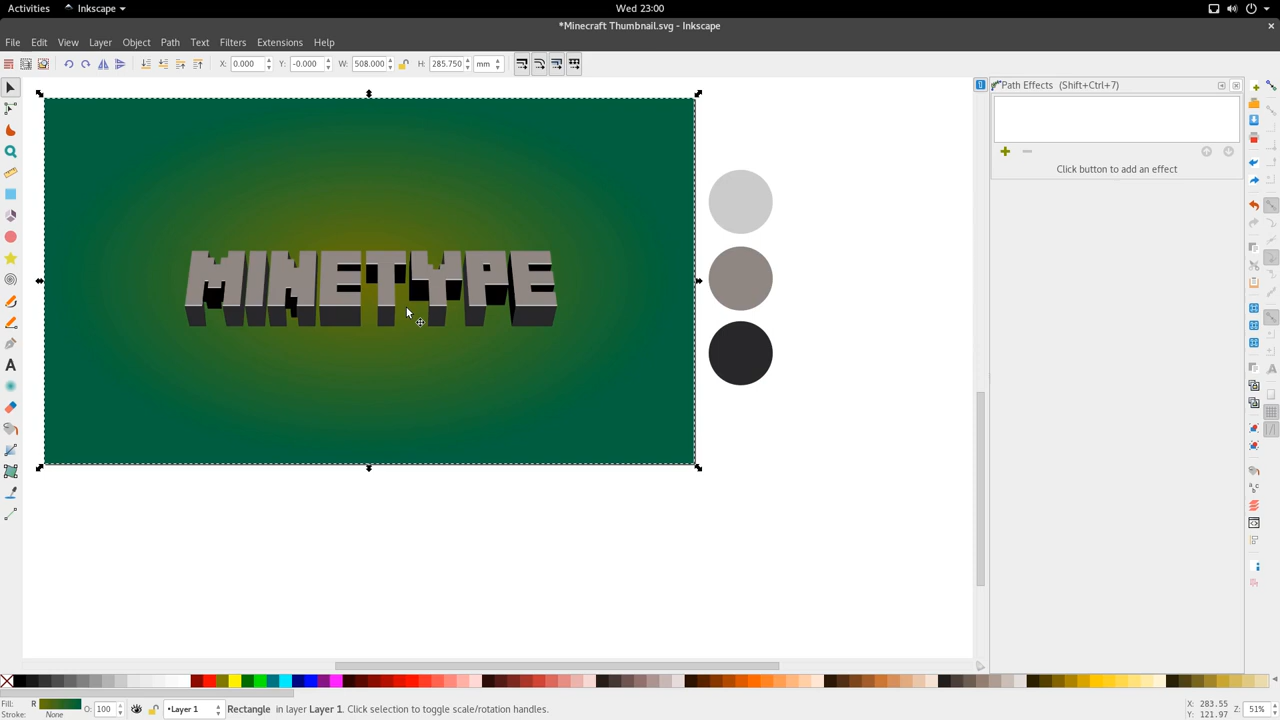 Activities Inkscape Wed 23:00
*Minecraft Thumbnail.svg - Inkscape
File Edit View Layer Object Path Text Filters Extensions Help
X: 0.000 Y: -0.000 W: 508.000 H: 285.750 mm
Path Effects (Shift+Ctrl+7)
Click button to add an effect
MINETYPE
Fill: R O: 100 •Layer 1 Rectangle in layer Layer 1. Click selection to toggle scale/rotation handles. X: 283.55 Z: 51%
Stroke: None Y: 121.97